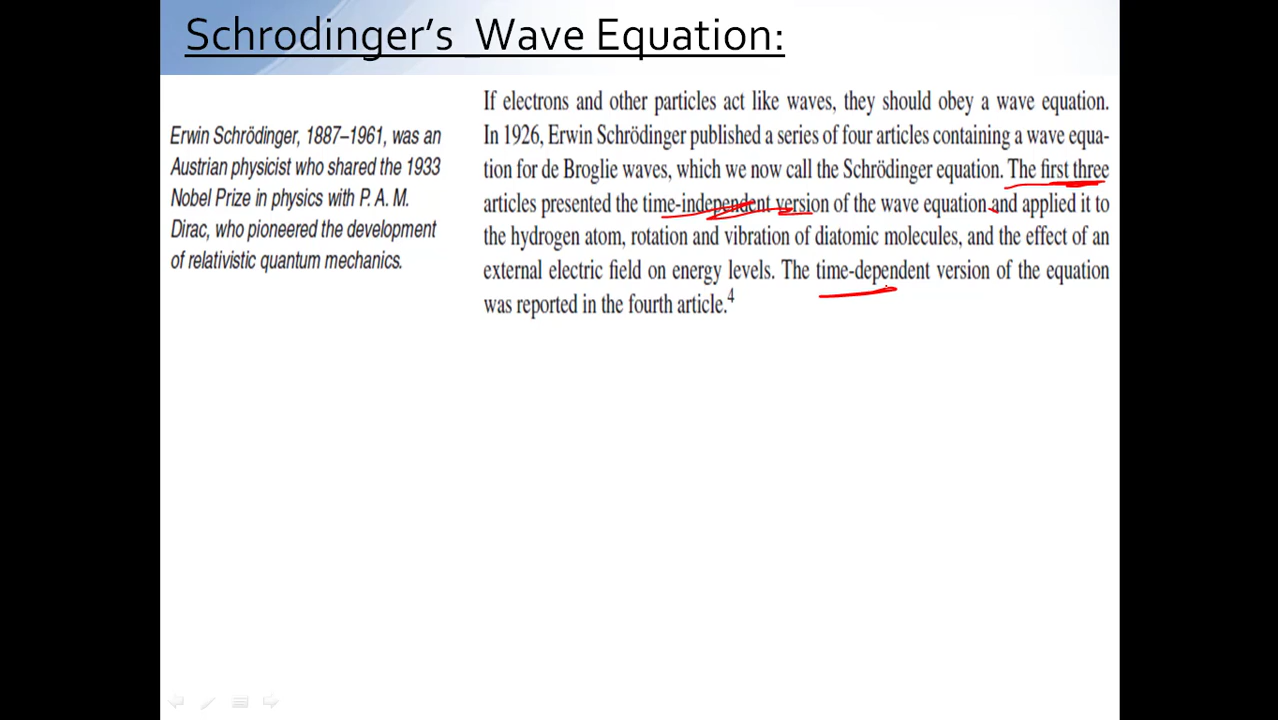 Schrodinger's Wave Equation:
Erwin Schrödinger, 1887–1961, was an
Austrian physicist who shared the 1933
Nobel Prize in physics with P. A. M.
Dirac, who pioneered the development
of relativistic quantum mechanics.
If electrons and other particles act like waves, they should obey a wave equation.
In 1926, Erwin Schrödinger published a series of four articles containing a wave equa-
tion for de Broglie waves, which we now call the Schrödinger equation. The first three
articles presented the time-independent version of the wave equation and applied it to
the hydrogen atom, rotation and vibration of diatomic molecules, and the effect of an
external electric field on energy levels. The time-dependent version of the equation
was reported in the fourth article.4